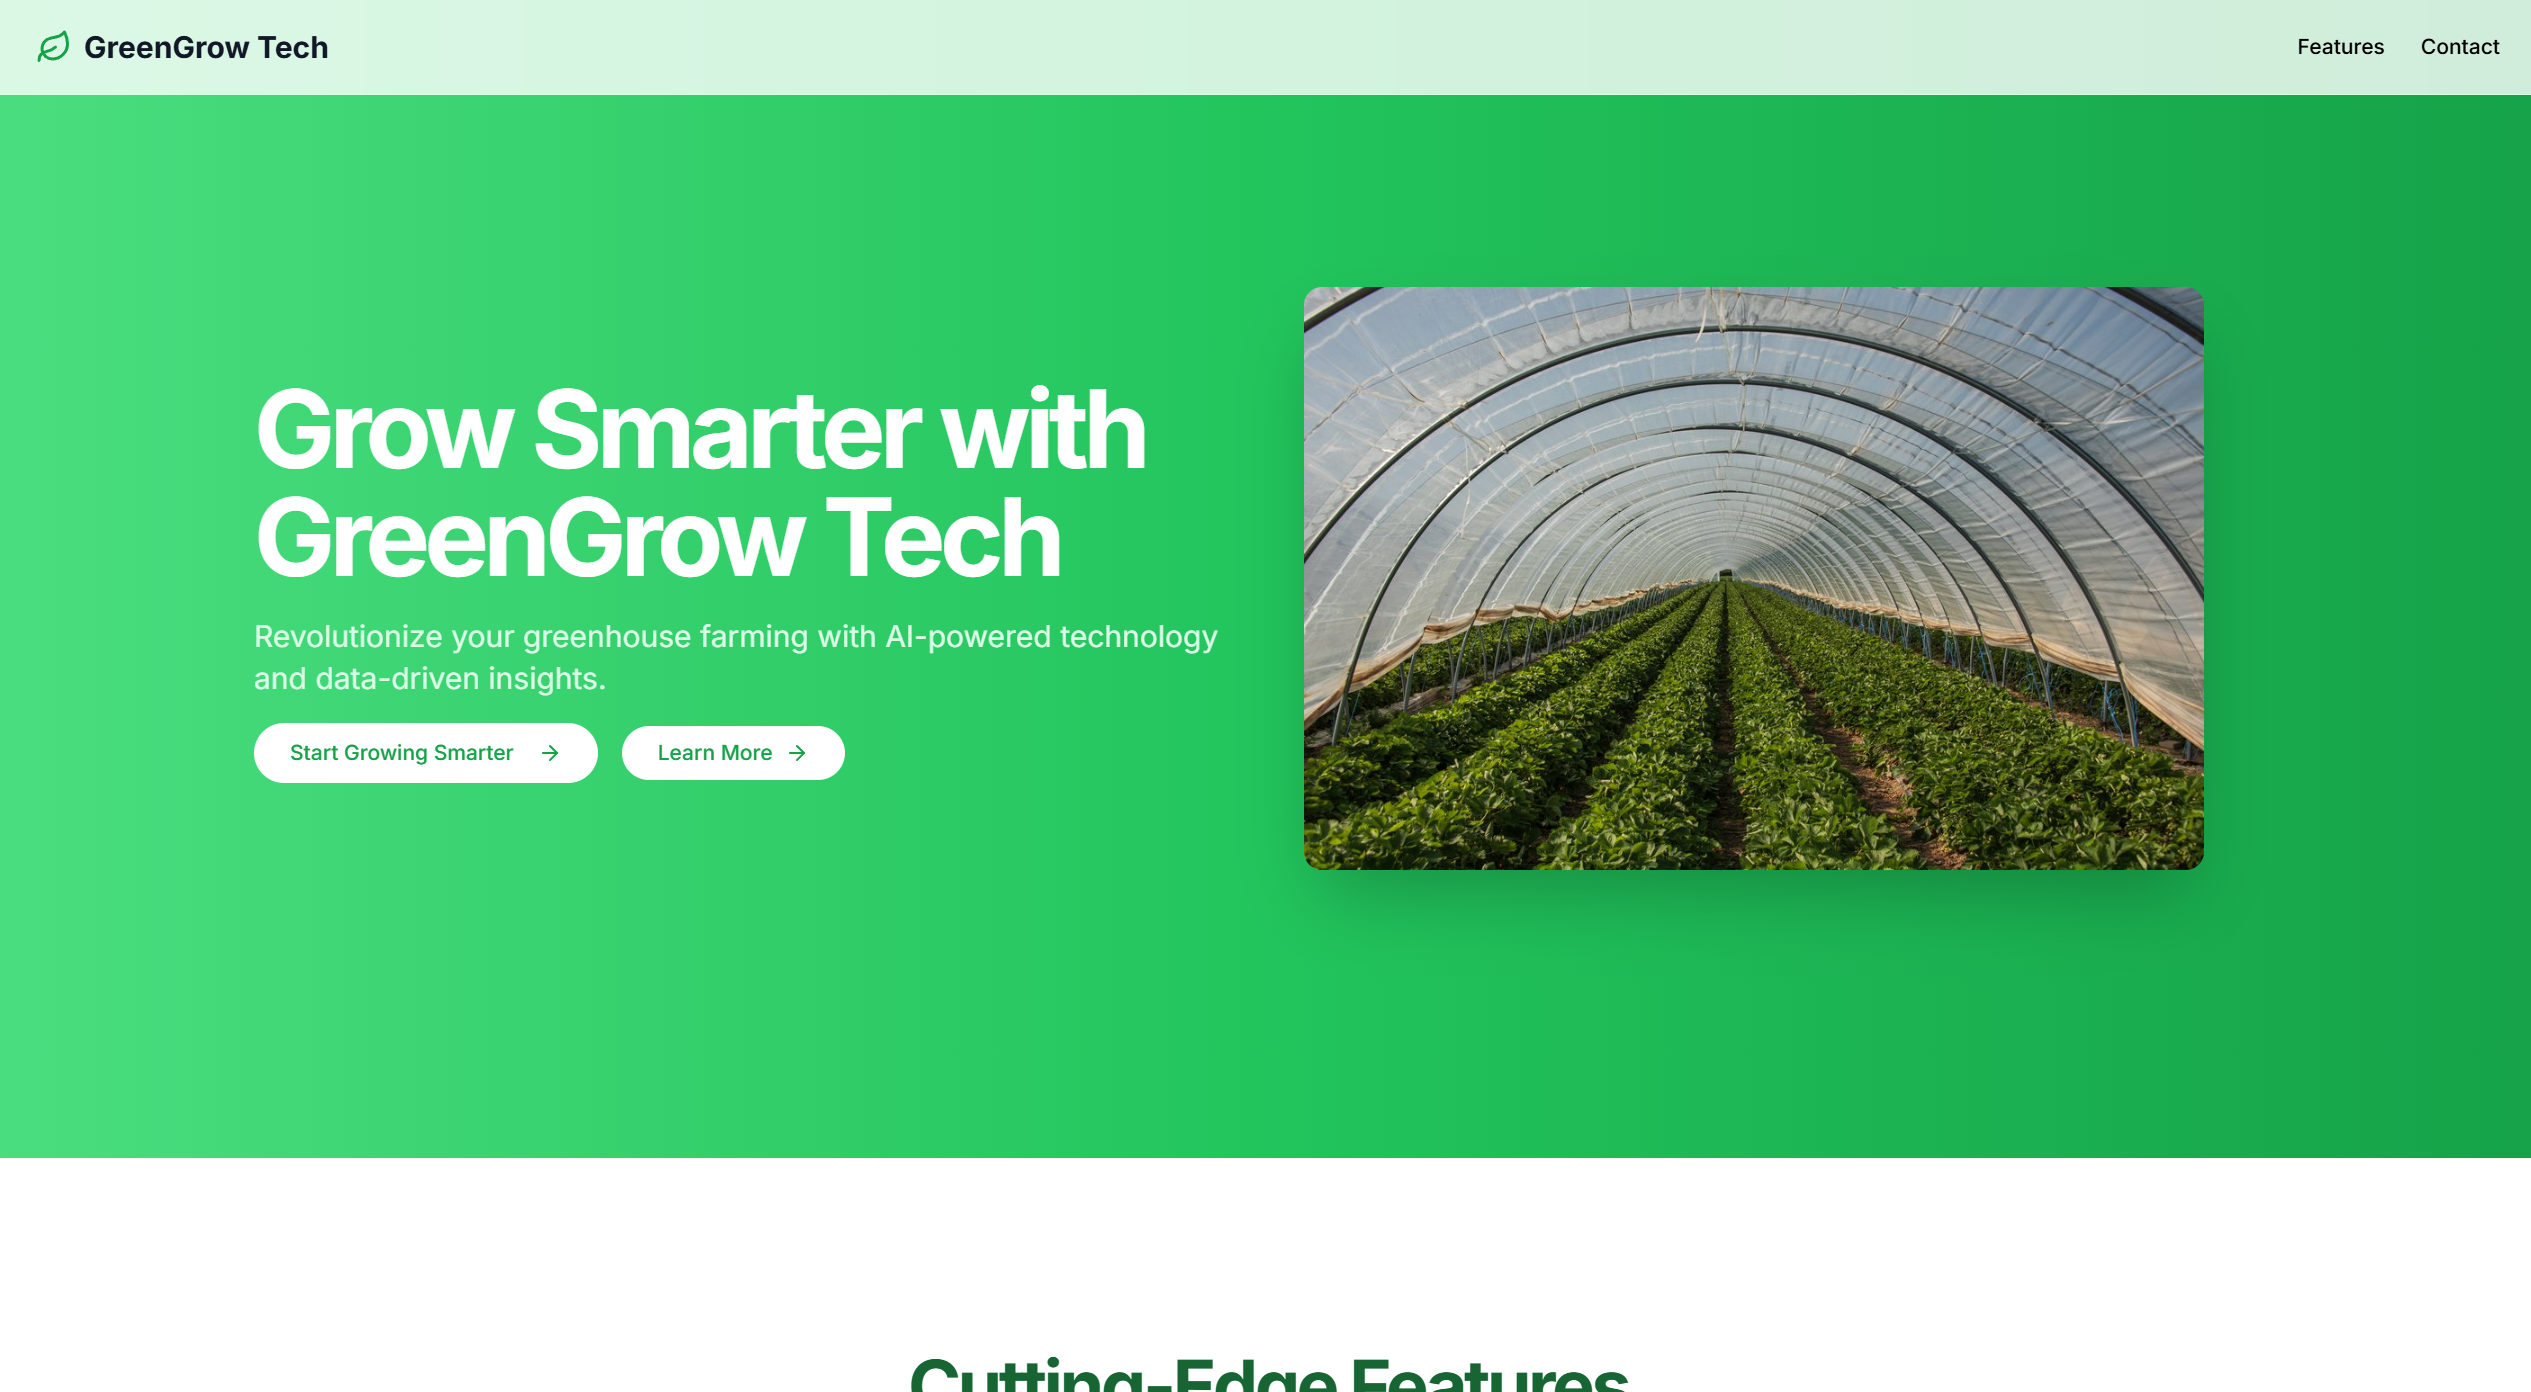 GreenGrow Tech
Features
Contact
Grow Smarter with
GreenGrow Tech
Revolutionize your greenhouse farming with AI-powered technology
and data-driven insights.
Start Growing Smarter
Learn More
Cutting-Edge Features